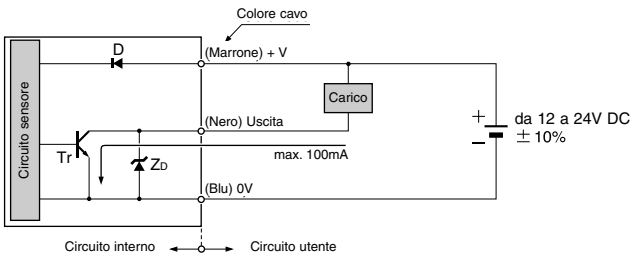 Colore cavo
D
(Marrone) + V
Circuito sensore
Carico
(Nero) Uscita
+
da 12 a 24V DC
± 10%
−
max. 100mA
Tr
ZD
(Blu) 0V
Circuito interno
Circuito utente